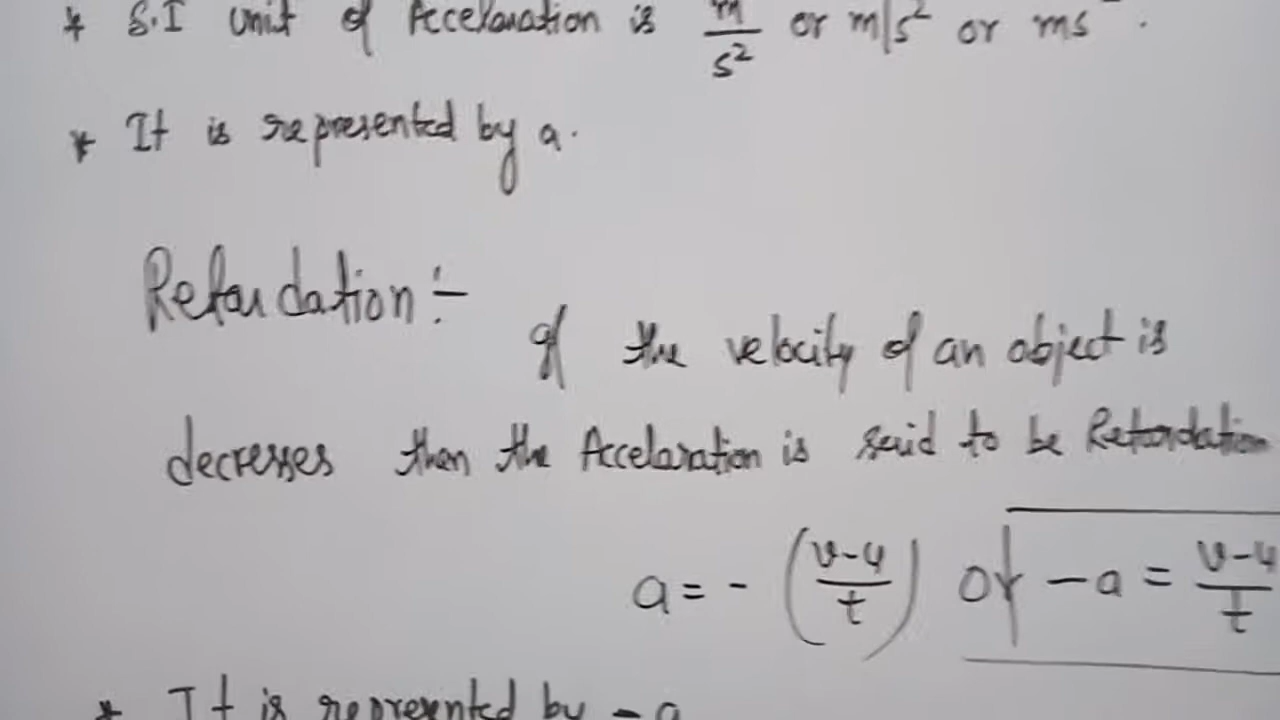 * S.I unit of Accelaration is m/s² or m/s² or ms⁻
* It is represented by a.
Retardation :-
If the velocity of an object is
decresses then the Accelaration is said to be Retardation
a = - (v-u/t) or -a = v-u/t
* It is represented by - a